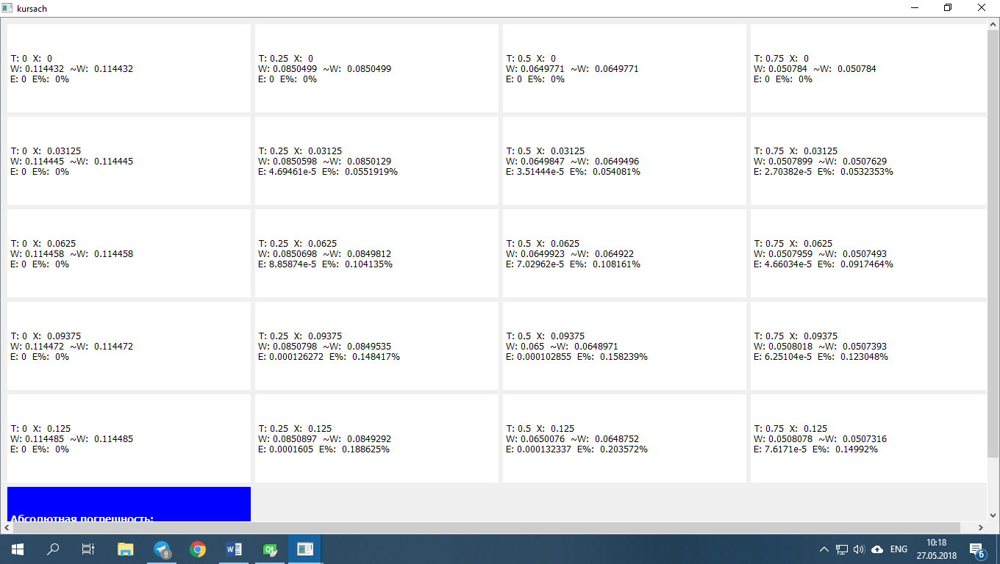 kursach
T: 0 X: 0
W: 0.114432 ~W: 0.114432
E: 0 E%: 0%
T: 0.25 X: 0
W: 0.0850499 ~W: 0.0850499
E: 0 E%: 0%
T: 0.5 X: 0
W: 0.0649771 ~W: 0.0649771
E: 0 E%: 0%
T: 0.75 X: 0
W: 0.050784 ~W: 0.050784
E: 0 E%: 0%
T: 0 X: 0.03125
W: 0.114445 ~W: 0.114445
E: 0 E%: 0%
T: 0.25 X: 0.03125
W: 0.0850598 ~W: 0.0850129
E: 4.69461e-5 E%: 0.0551919%
T: 0.5 X: 0.03125
W: 0.0649847 ~W: 0.0649496
E: 3.51444e-5 E%: 0.054081%
T: 0.75 X: 0.03125
W: 0.0507899 ~W: 0.0507629
E: 2.70382e-5 E%: 0.0532353%
T: 0 X: 0.0625
W: 0.114458 ~W: 0.114458
E: 0 E%: 0%
T: 0.25 X: 0.0625
W: 0.0850698 ~W: 0.0849812
E: 8.85874e-5 E%: 0.104135%
T: 0.5 X: 0.0625
W: 0.0649923 ~W: 0.064922
E: 7.02962e-5 E%: 0.108161%
T: 0.75 X: 0.0625
W: 0.0507959 ~W: 0.0507493
E: 4.66034e-5 E%: 0.0917464%
T: 0 X: 0.09375
W: 0.114472 ~W: 0.114472
E: 0 E%: 0%
T: 0.25 X: 0.09375
W: 0.0850798 ~W: 0.0849535
E: 0.000126272 E%: 0.148417%
T: 0.5 X: 0.09375
W: 0.065 ~W: 0.0648971
E: 0.000102855 E%: 0.158239%
T: 0.75 X: 0.09375
W: 0.0508018 ~W: 0.0507393
E: 6.25104e-5 E%: 0.123048%
T: 0 X: 0.125
W: 0.114485 ~W: 0.114485
E: 0 E%: 0%
T: 0.25 X: 0.125
W: 0.0850897 ~W: 0.0849292
E: 0.0001605 E%: 0.188625%
T: 0.5 X: 0.125
W: 0.0650076 ~W: 0.0648752
E: 0.000132337 E%: 0.203572%
T: 0.75 X: 0.125
W: 0.0508078 ~W: 0.0507316
E: 7.6171e-5 E%: 0.14992%
Абсолютная погрешность:
8
W
Qt
ENG
10:18
27.05.2018
6